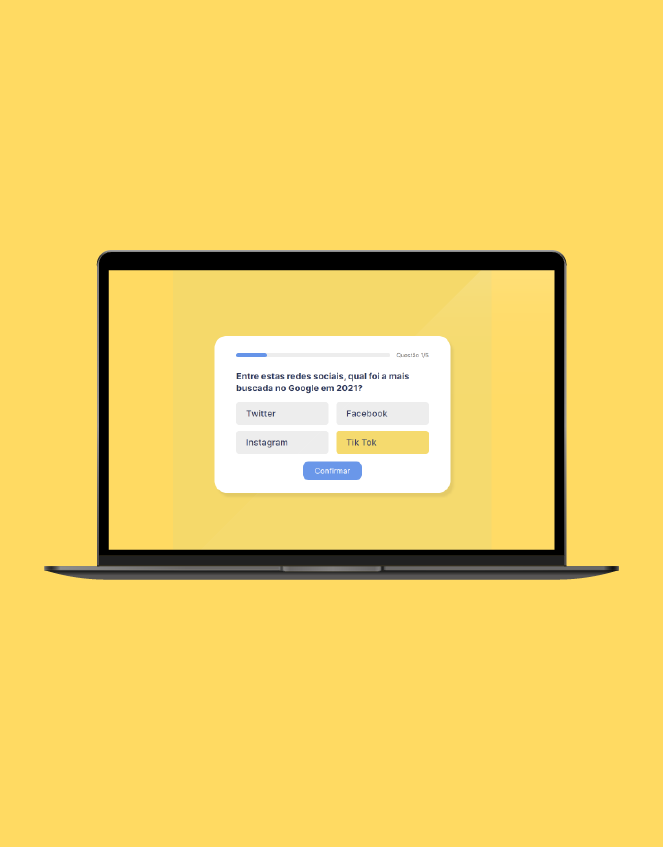 Questão 1/5
Entre estas redes sociais, qual foi a mais
buscada no Google em 2021?
Twitter
Facebook
Instagram
Tik Tok
Confirmar